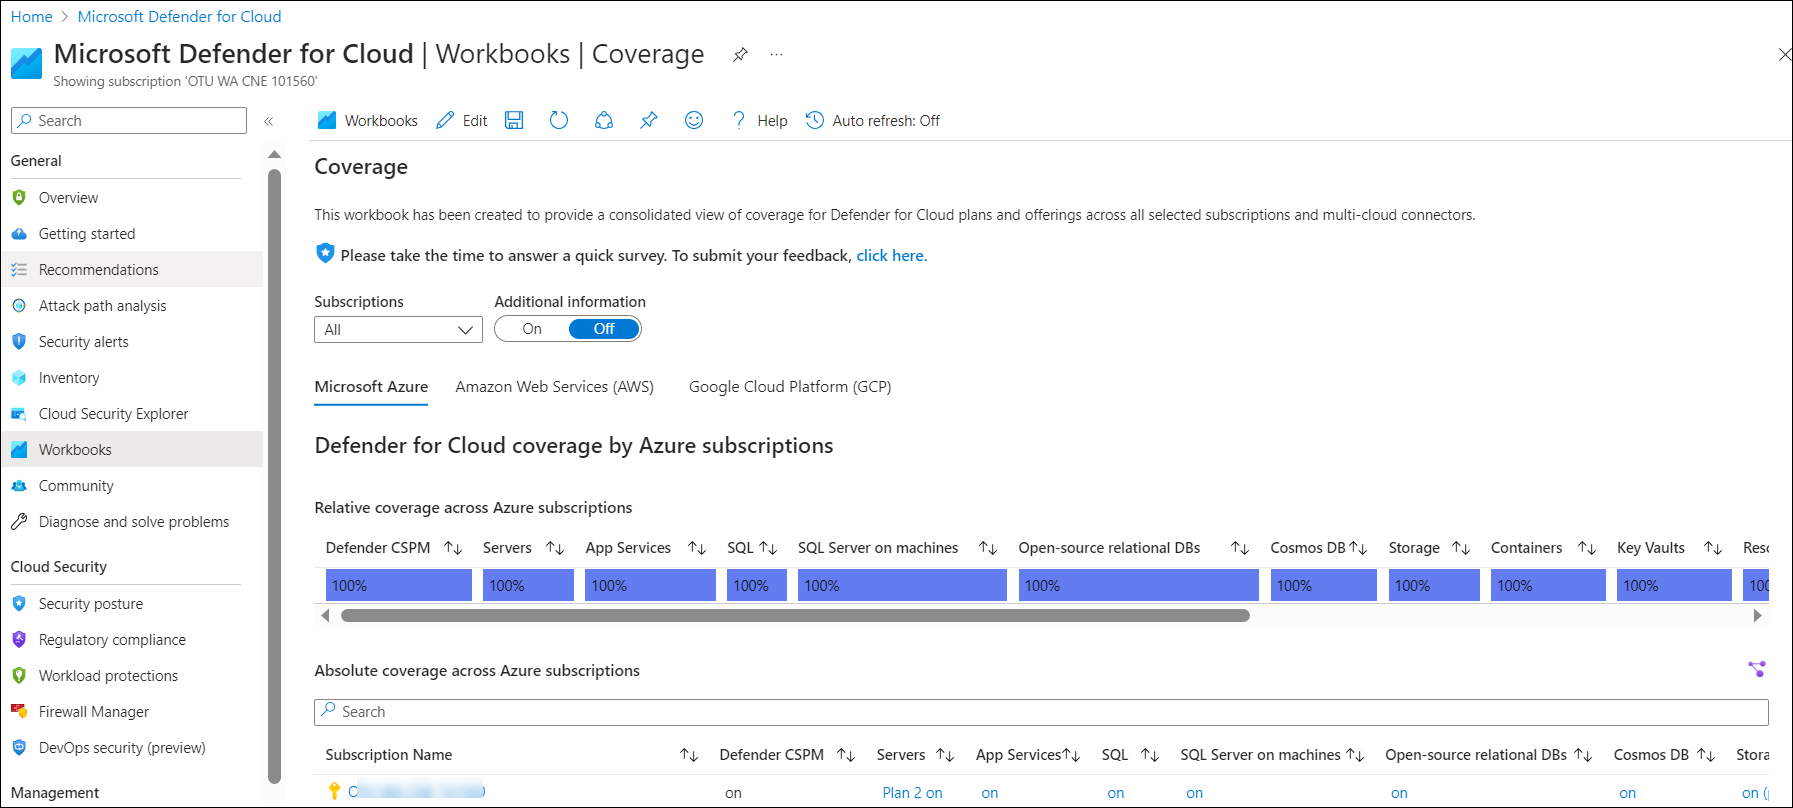 Home > Microsoft Defender for Cloud
Microsoft Defender for Cloud | Workbooks | Coverage
Showing subscription 'OTU WA CNE 101560'
Search
Workbooks Edit Help Auto refresh: Off
General
Overview
Getting started
Recommendations
Attack path analysis
Security alerts
Inventory
Cloud Security Explorer
Workbooks
Community
Diagnose and solve problems
Cloud Security
Security posture
Regulatory compliance
Workload protections
Firewall Manager
DevOps security (preview)
Management
Coverage
This workbook has been created to provide a consolidated view of coverage for Defender for Cloud plans and offerings across all selected subscriptions and multi-cloud connectors.
Please take the time to answer a quick survey. To submit your feedback, click here.
Subscriptions Additional information
All On Off
Microsoft Azure Amazon Web Services (AWS) Google Cloud Platform (GCP)
Defender for Cloud coverage by Azure subscriptions
Relative coverage across Azure subscriptions
Defender CSPM Servers App Services SQL SQL Server on machines Open-source relational DBs Cosmos DB Storage Containers Key Vaults
100% 100% 100% 100% 100% 100% 100% 100% 100% 100%
Absolute coverage across Azure subscriptions
Search
Subscription Name Defender CSPM Servers App Services SQL SQL Server on machines Open-source relational DBs Cosmos DB
on Plan 2 on on on on on on on